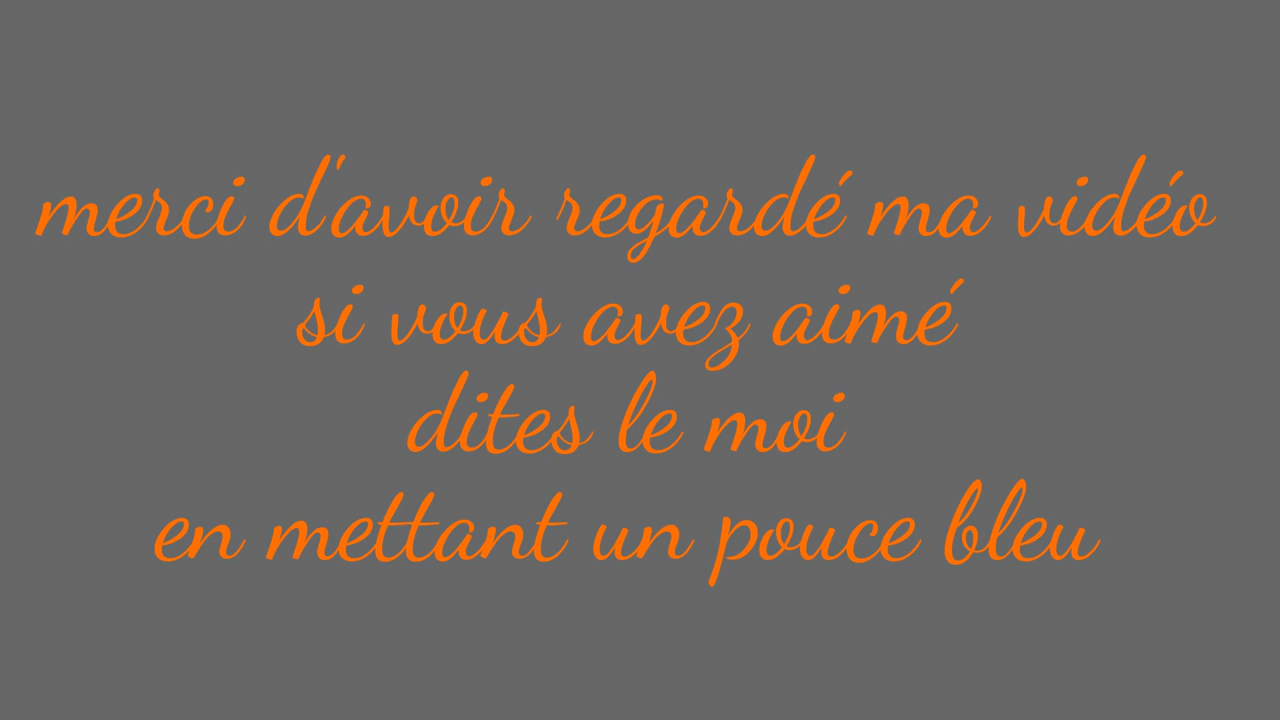 merci d'avoir regardé ma vidéo
si vous avez aimé
dites le moi
en mettant un pouce bleu